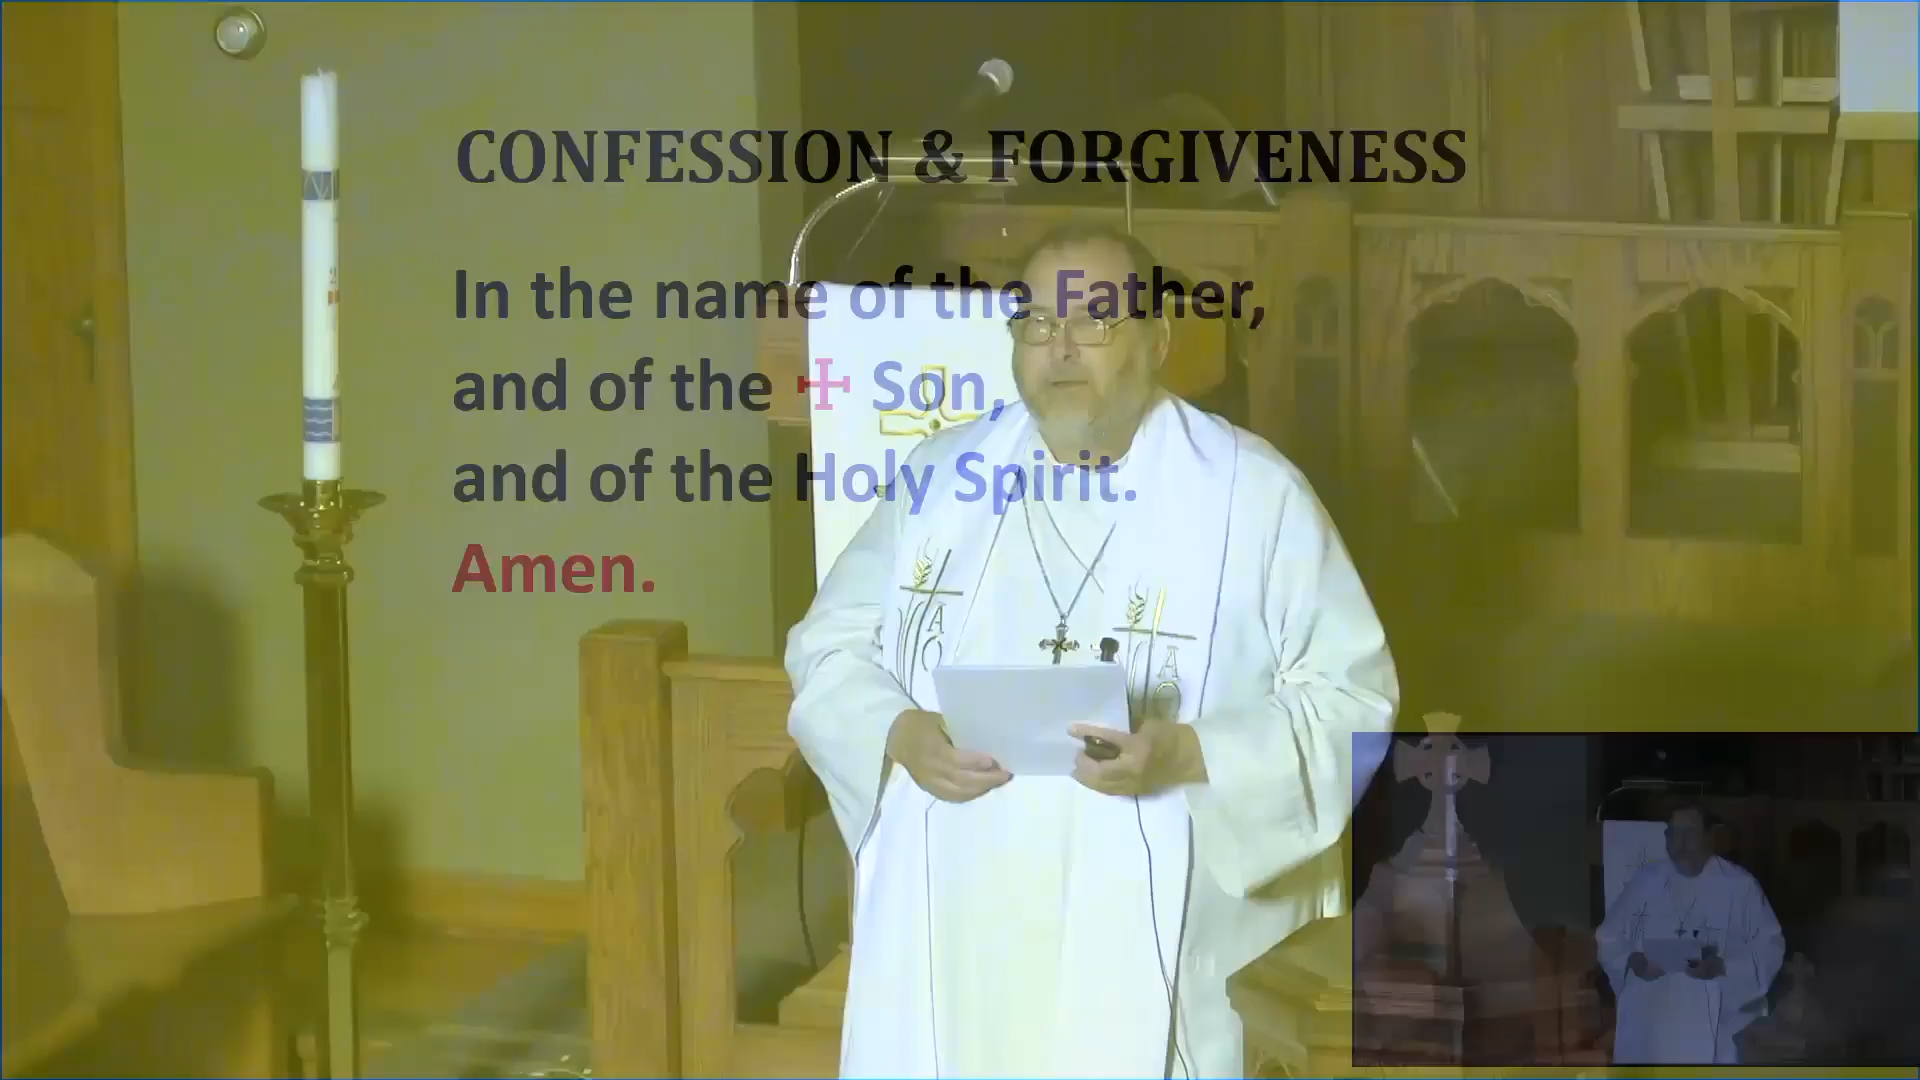 CONFESSION & FORGIVENESS
In the name of the Father,
and of the ☩ Son,
and of the Holy Spirit.
Amen.
Α
Ω
Α
Ω